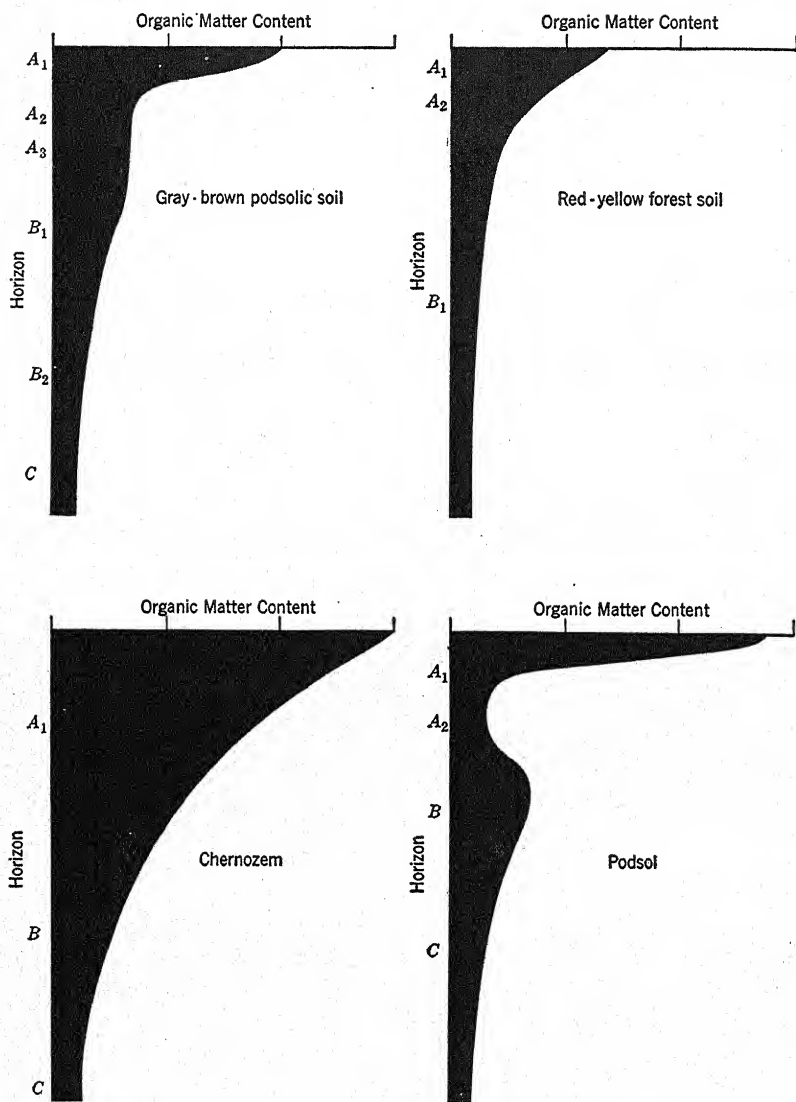 Organic Matter Content
A₁
A₂
A₃
B₁
B₂
C
Horizon
Gray-brown podsolic soil
Organic Matter Content
A₁
A₂
B₁
Horizon
Red-yellow forest soil
Organic Matter Content
A₁
B
C
Horizon
Chernozem
Organic Matter Content
A₁
A₂
B
C
Horizon
Podsol